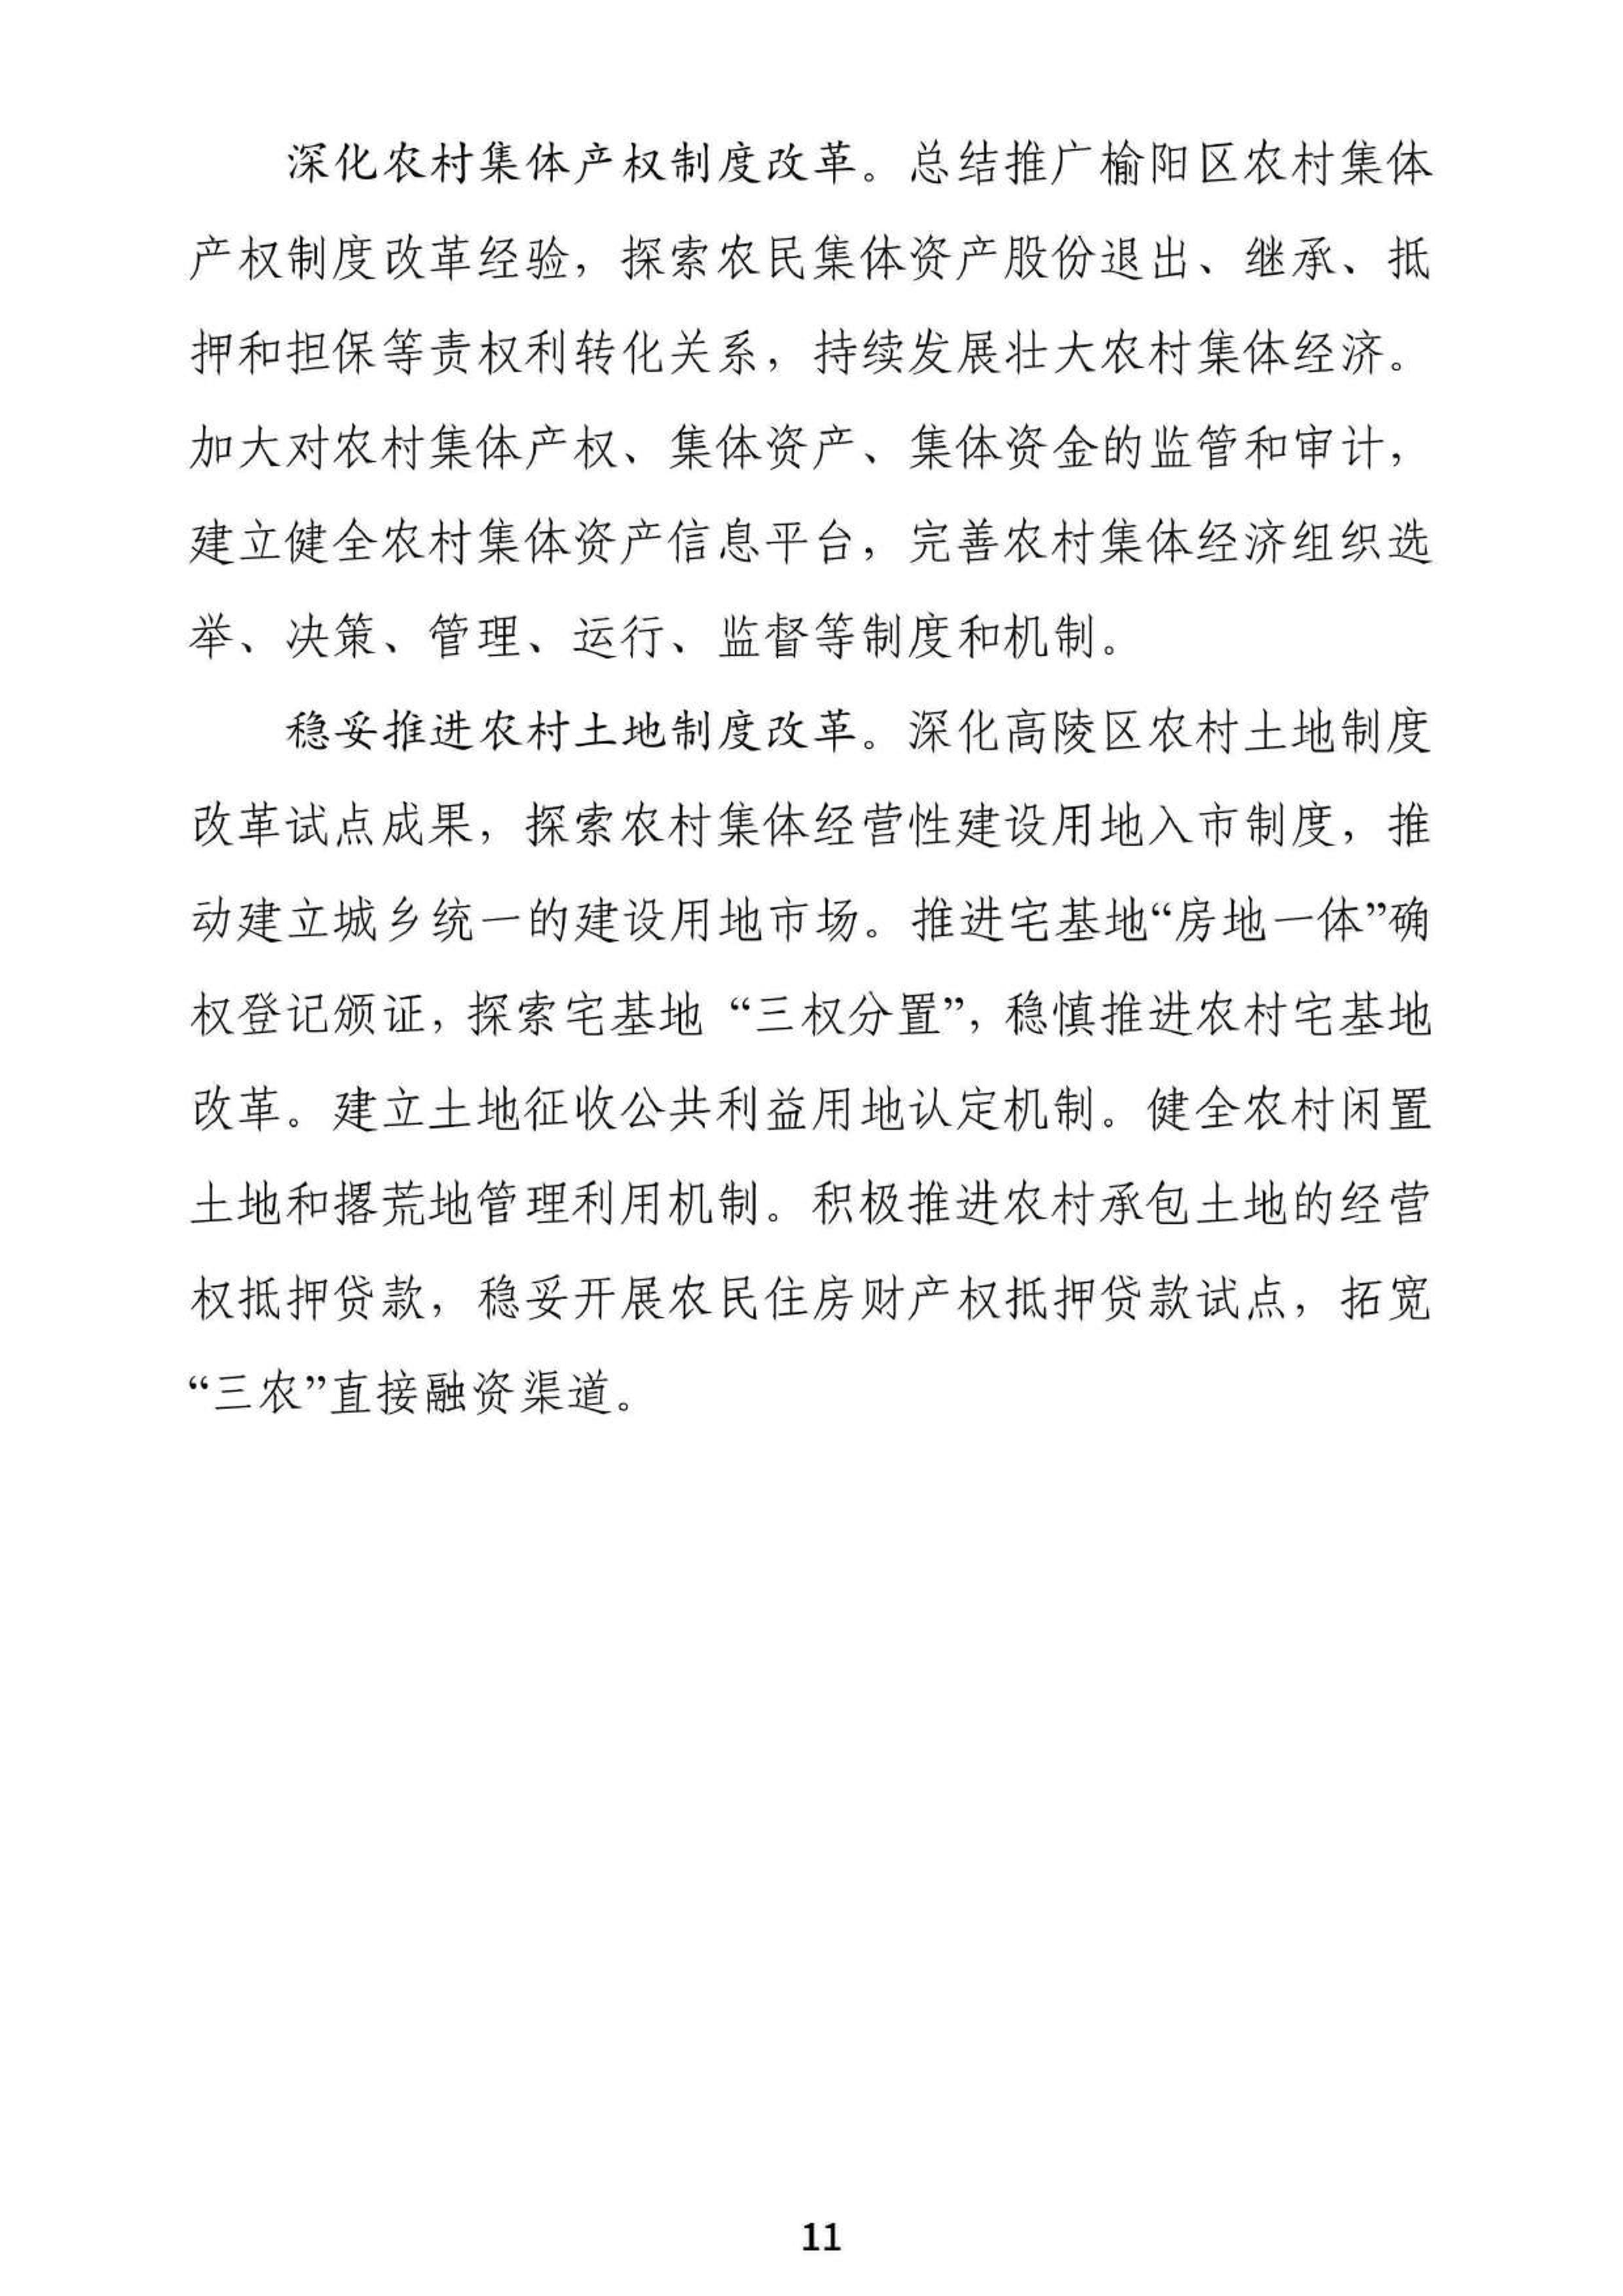 深化农村集体产权制度改革。总结推广榆阳区农村集体
产权制度改革经验，探索农民集体资产股份退出、继承、抵
押和担保等责权利转化关系，持续发展壮大农村集体经济。
加大对农村集体产权、集体资产、集体资金的监管和审计，
建立健全农村集体资产信息平台，完善农村集体经济组织选
举、决策、管理、运行、监督等制度和机制。
稳妥推进农村土地制度改革。深化高陵区农村土地制度
改革试点成果，探索农村集体经营性建设用地入市制度，推
动建立城乡统一的建设用地市场。推进宅基地“房地一体”确
权登记颁证，探索宅基地“三权分置”，稳慎推进农村宅基地
改革。建立土地征收公共利益用地认定机制。健全农村闲置
土地和撂荒地管理利用机制。积极推进农村承包土地的经营
权抵押贷款，稳妥开展农民住房财产权抵押贷款试点，拓宽
“三农”直接融资渠道。
11